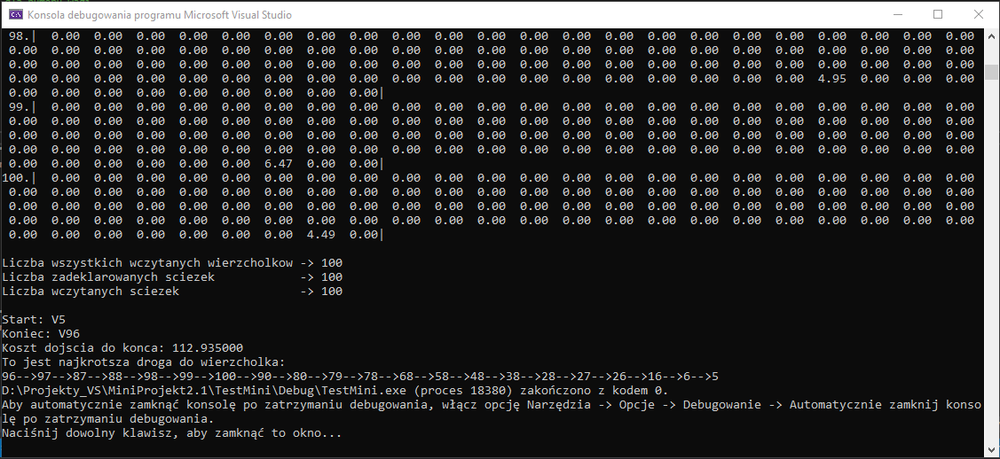 Konsola debugowania programu Microsoft Visual Studio
98.| 0.00 0.00 0.00 0.00 0.00 0.00 0.00 0.00 0.00 0.00 0.00 0.00 0.00 0.00 0.00 0.00 0.00 0.00 0.00 0.00 0.00 0.00
0.00 0.00 0.00 0.00 0.00 0.00 0.00 0.00 0.00 0.00 0.00 0.00 0.00 0.00 0.00 0.00 0.00 0.00 0.00 0.00 0.00 0.00 0.00
0.00 0.00 0.00 0.00 0.00 0.00 0.00 0.00 0.00 0.00 0.00 0.00 0.00 0.00 0.00 0.00 0.00 0.00 0.00 0.00 0.00 0.00 0.00
0.00 0.00 0.00 0.00 0.00 0.00 0.00 0.00 0.00 0.00 0.00 0.00 0.00 0.00 0.00 0.00 0.00 0.00 0.00 4.95 0.00 0.00 0.00
0.00 0.00 0.00 0.00 0.00 0.00 0.00 0.00 0.00|
99.| 0.00 0.00 0.00 0.00 0.00 0.00 0.00 0.00 0.00 0.00 0.00 0.00 0.00 0.00 0.00 0.00 0.00 0.00 0.00 0.00 0.00 0.00
0.00 0.00 0.00 0.00 0.00 0.00 0.00 0.00 0.00 0.00 0.00 0.00 0.00 0.00 0.00 0.00 0.00 0.00 0.00 0.00 0.00 0.00 0.00
0.00 0.00 0.00 0.00 0.00 0.00 0.00 0.00 0.00 0.00 0.00 0.00 0.00 0.00 0.00 0.00 0.00 0.00 0.00 0.00 0.00 0.00 0.00
0.00 0.00 0.00 0.00 0.00 0.00 0.00 0.00 0.00 0.00 0.00 0.00 0.00 0.00 0.00 0.00 0.00 0.00 0.00 0.00 0.00 0.00 0.00
0.00 0.00 0.00 0.00 0.00 0.00 6.47 0.00 0.00|
100.| 0.00 0.00 0.00 0.00 0.00 0.00 0.00 0.00 0.00 0.00 0.00 0.00 0.00 0.00 0.00 0.00 0.00 0.00 0.00 0.00 0.00 0.00
0.00 0.00 0.00 0.00 0.00 0.00 0.00 0.00 0.00 0.00 0.00 0.00 0.00 0.00 0.00 0.00 0.00 0.00 0.00 0.00 0.00 0.00 0.00
0.00 0.00 0.00 0.00 0.00 0.00 0.00 0.00 0.00 0.00 0.00 0.00 0.00 0.00 0.00 0.00 0.00 0.00 0.00 0.00 0.00 0.00 0.00
0.00 0.00 0.00 0.00 0.00 0.00 0.00 0.00 0.00 0.00 0.00 0.00 0.00 0.00 0.00 0.00 0.00 0.00 0.00 0.00 0.00 0.00 0.00
0.00 0.00 0.00 0.00 0.00 0.00 0.00 4.49 0.00|
Liczba wszystkich wczytanych wierzcholkow -> 100
Liczba zadeklarowanych sciezek -> 100
Liczba wczytanych sciezek -> 100
Start: V5
Koniec: V96
Koszt dojscia do konca: 112.935000
To jest najkrotsza droga do wierzcholka:
96-->97-->87-->88-->98-->99-->100-->90-->80-->79-->78-->68-->58-->48-->38-->28-->27-->26-->16-->6-->5
D:\Projekty_VS\MiniProjekt2.1\TestMini\Debug\TestMini.exe (proces 18380) zakończono z kodem 0.
Aby automatycznie zamknąć konsolę po zatrzymaniu debugowania, włącz opcję Narzędzia -> Opcje -> Debugowanie -> Automatycznie zamknij konso
lę po zatrzymaniu debugowania.
Naciśnij dowolny klawisz, aby zamknąć to okno...